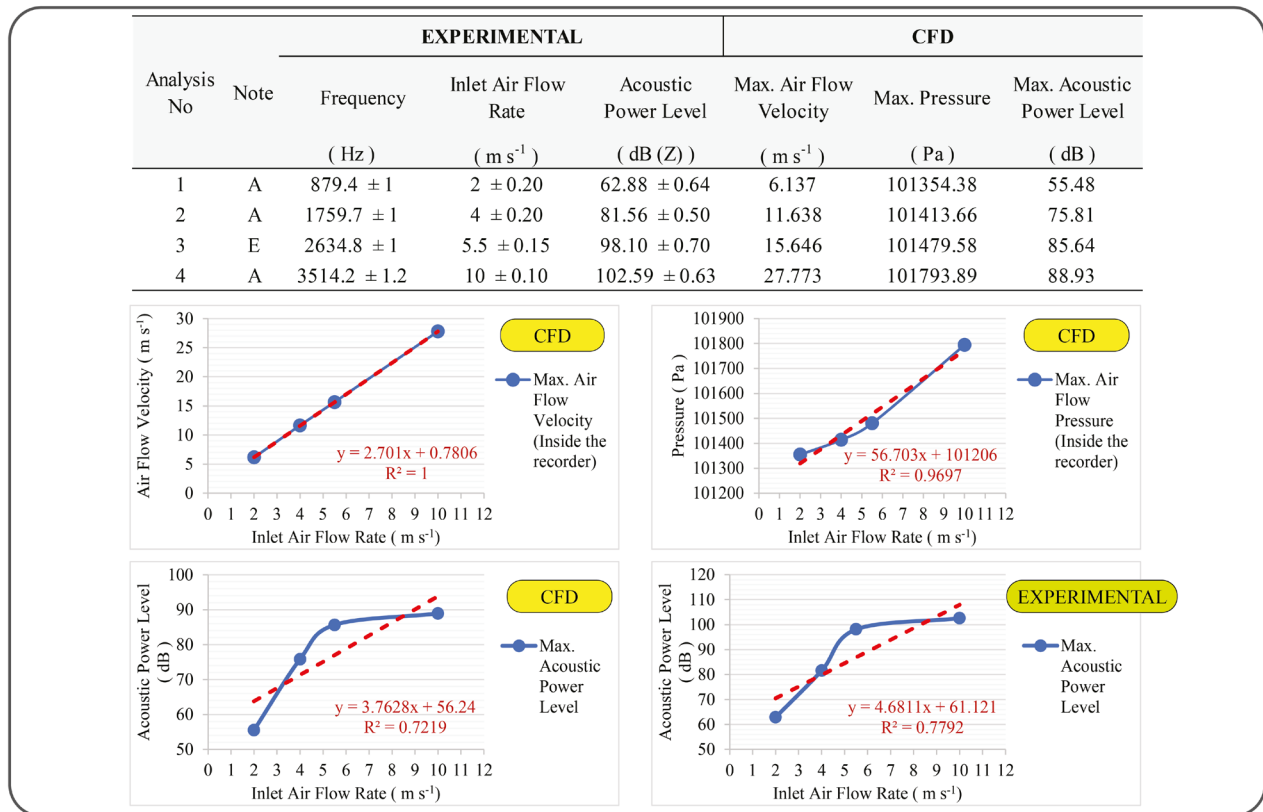 EXPERIMENTAL CFD
Analysis No Note Frequency Inlet Air Flow Rate Acoustic Power Level Max. Air Flow Velocity Max. Pressure Max. Acoustic Power Level
( Hz ) ( m s⁻¹ ) ( dB (Z) ) ( m s⁻¹ ) ( Pa ) ( dB )
1 A 879.4 ± 1 2 ± 0.20 62.88 ± 0.64 6.137 101354.38 55.48
2 A 1759.7 ± 1 4 ± 0.20 81.56 ± 0.50 11.638 101413.66 75.81
3 E 2634.8 ± 1 5.5 ± 0.15 98.10 ± 0.70 15.646 101479.58 85.64
4 A 3514.2 ± 1.2 10 ± 0.10 102.59 ± 0.63 27.773 101793.89 88.93
Air Flow Velocity ( m s⁻¹ )
30
25
20
15
10
5
0
0 1 2 3 4 5 6 7 8 9 10 11 12
Inlet Air Flow Rate ( m s⁻¹ )
y = 2.701x + 0.7806
R² = 1
CFD
Max. Air
Flow
Velocity
(Inside the
recorder)
Pressure ( Pa )
101900
101800
101700
101600
101500
101400
101300
101200
0 1 2 3 4 5 6 7 8 9 10 11 12
Inlet Air Flow Rate ( m s⁻¹ )
y = 56.703x + 101206
R² = 0.9697
CFD
Max. Air
Flow
Pressure
(Inside the
recorder)
Acoustic Power Level
( dB )
100
90
80
70
60
50
0 1 2 3 4 5 6 7 8 9 10 11 12
Inlet Air Flow Rate ( m s⁻¹ )
y = 3.7628x + 56.24
R² = 0.7219
CFD
Max.
Acoustic
Power
Level
Acoustic Power Level
( dB )
120
110
100
90
80
70
60
50
0 1 2 3 4 5 6 7 8 9 10 11 12
Inlet Air Flow Rate ( m s⁻¹ )
y = 4.6811x + 61.121
R² = 0.7792
EXPERIMENTAL
Max.
Acoustic
Power
Level